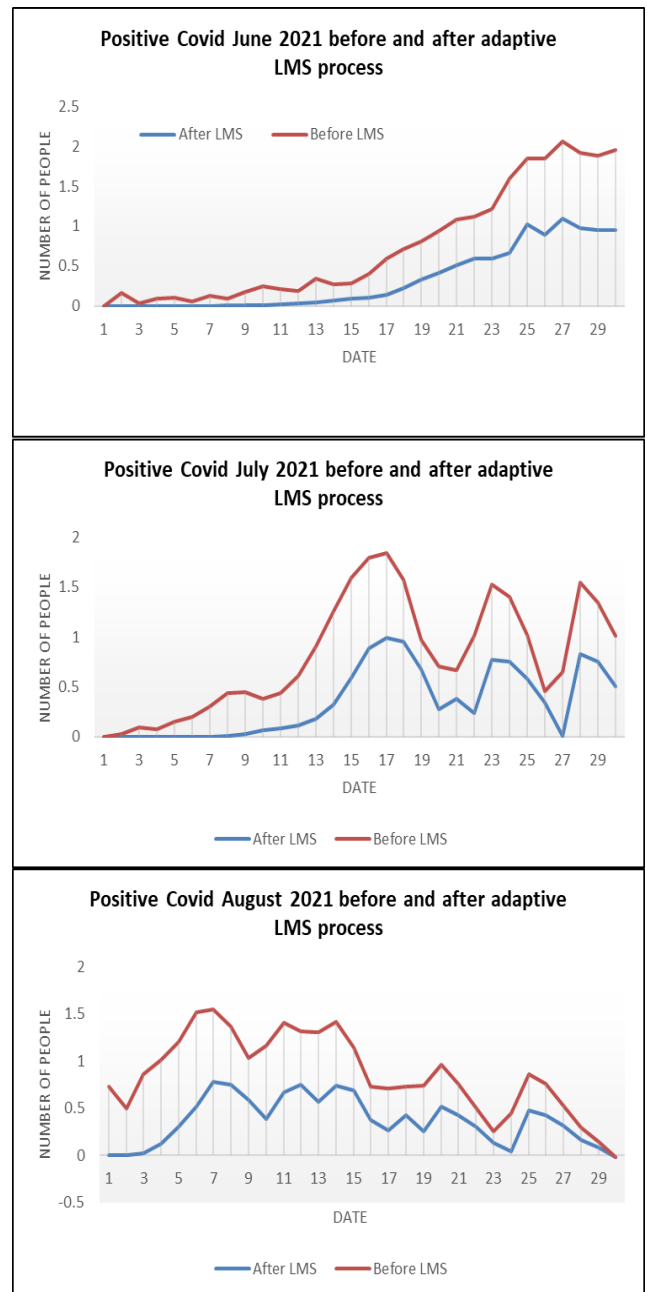 Positive Covid June 2021 before and after adaptive
LMS process
2.5
After LMS Before LMS
2
1.5
1
0.5
0
NUMBER OF PEOPLE
1 3 5 7 9 11 13 15 17 19 21 23 25 27 29
DATE
Positive Covid July 2021 before and after adaptive
LMS process
2
1.5
1
0.5
0
NUMBER OF PEOPLE
1 3 5 7 9 11 13 15 17 19 21 23 25 27 29
DATE
After LMS Before LMS
Positive Covid August 2021 before and after adaptive
LMS process
2
1.5
1
0.5
0
-0.5
NUMBER OF PEOPLE
1 3 5 7 9 11 13 15 17 19 21 23 25 27 29
DATE
After LMS Before LMS